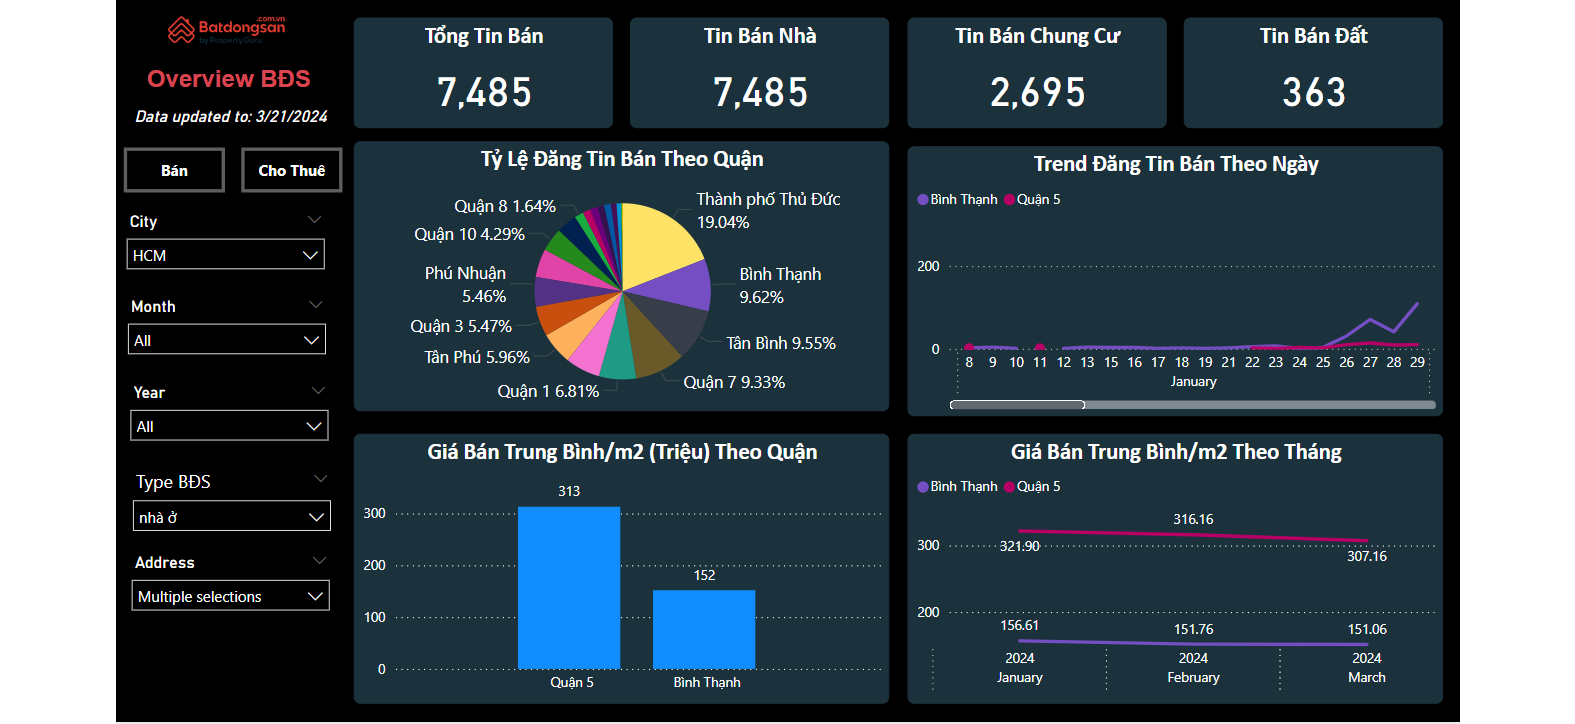 Batdongsan
.com.vn
by PropertyGuru
Overview BĐS
Data updated to: 3/21/2024
Bán
Cho Thuê
City
HCM
Month
All
Year
All
Type BĐS
nhà ở
Address
Multiple selections
Tổng Tin Bán
7,485
Tin Bán Nhà
7,485
Tin Bán Chung Cư
2,695
Tin Bán Đất
363
Tỷ Lệ Đăng Tin Bán Theo Quận
Thành phố Thủ Đức
19.04%
Bình Thạnh
9.62%
Tân Bình 9.55%
Quận 7 9.33%
Quận 1 6.81%
Tân Phú 5.96%
Quận 3 5.47%
Phú Nhuận
5.46%
Quận 10 4.29%
Quận 8 1.64%
Trend Đăng Tin Bán Theo Ngày
Bình Thạnh Quận 5
200
0
8 9 10 11 12 13 15 16 17 18 19 21 22 23 24 25 26 27 28 29
January
Giá Bán Trung Bình/m2 (Triệu) Theo Quận
313
152
300
200
100
0
Quận 5 Bình Thạnh
Giá Bán Trung Bình/m2 Theo Tháng
Bình Thạnh Quận 5
300
200
321.90 316.16 307.16
156.61 151.76 151.06
2024 2024 2024
January February March